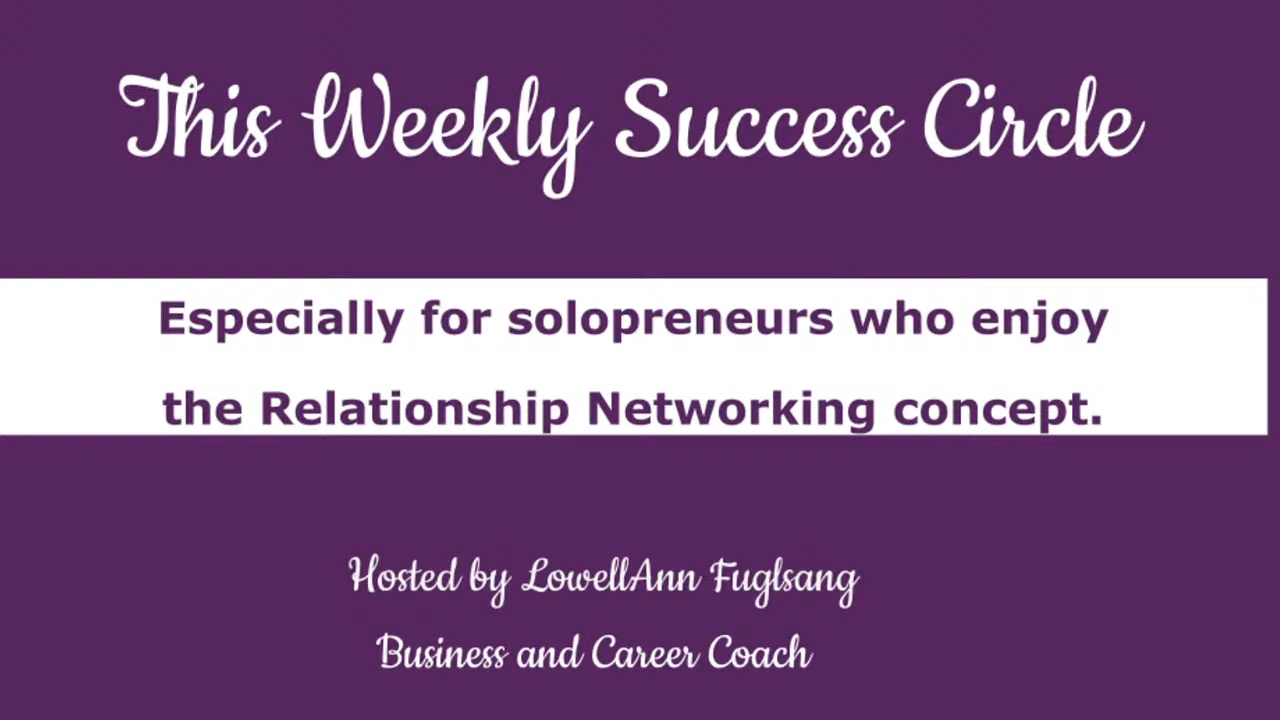 This Weekly Success Circle
Especially for solopreneurs who enjoy
the Relationship Networking concept.
Hosted by LowellAnn Fuglsang
Business and Career Coach